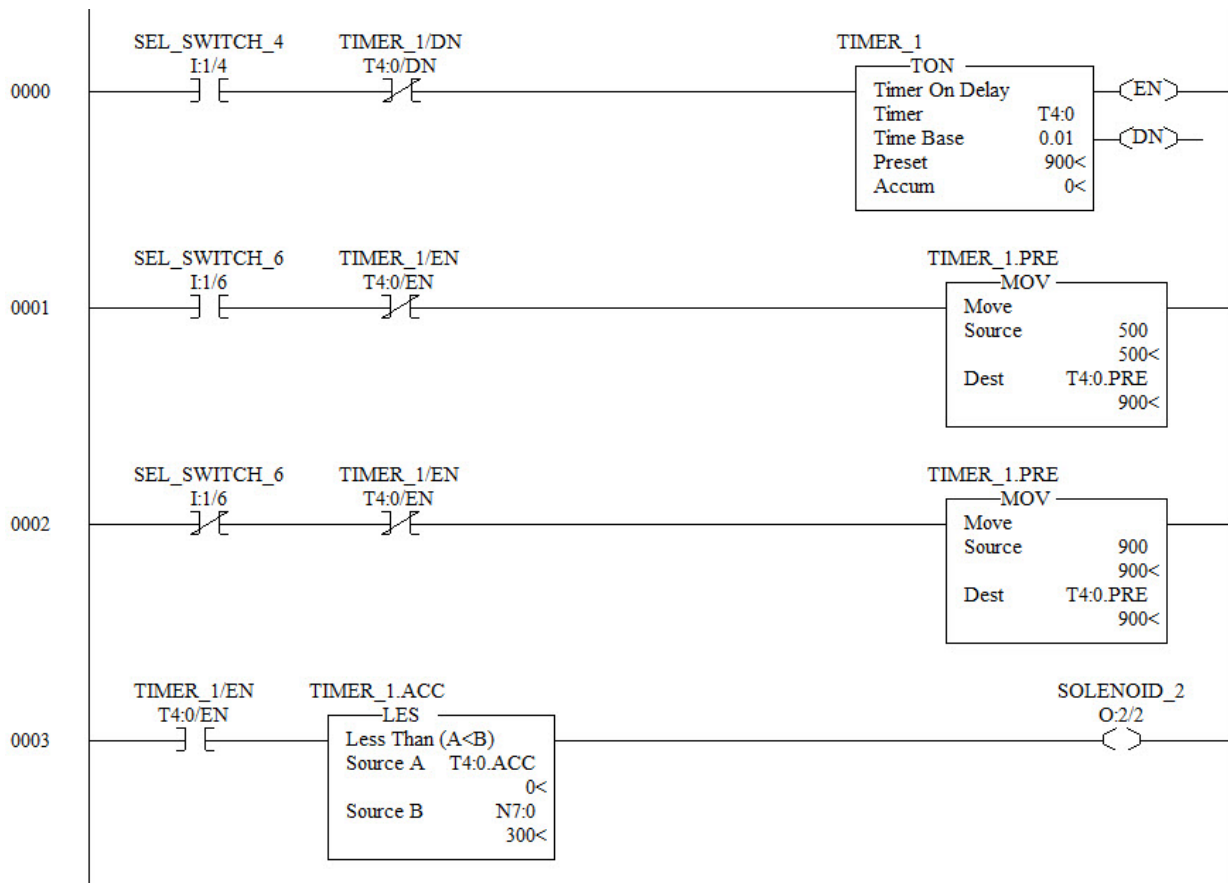 SEL_SWITCH_4 TIMER_1/DN TIMER_1
I:1/4 T4:0/DN TON
0000 Timer On Delay EN
Timer T4:0
Time Base 0.01 DN
Preset 900<
Accum 0<
SEL_SWITCH_6 TIMER_1/EN TIMER_1.PRE
I:1/6 T4:0/EN MOV
0001 Move
Source 500
500<
Dest T4:0.PRE
900<
SEL_SWITCH_6 TIMER_1/EN TIMER_1.PRE
I:1/6 T4:0/EN MOV
0002 Move
Source 900
900<
Dest T4:0.PRE
900<
TIMER_1/EN TIMER_1.ACC SOLENOID_2
T4:0/EN LES O:2/2
0003 Less Than (A<B)
Source A T4:0.ACC
0<
Source B N7:0
300<